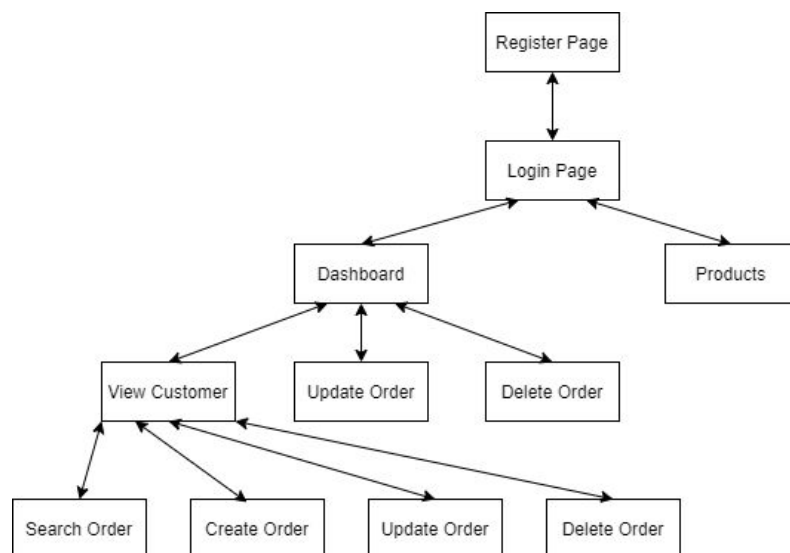 Register Page
Login Page
Dashboard
Products
View Customer
Update Order
Delete Order
Search Order
Create Order
Update Order
Delete Order